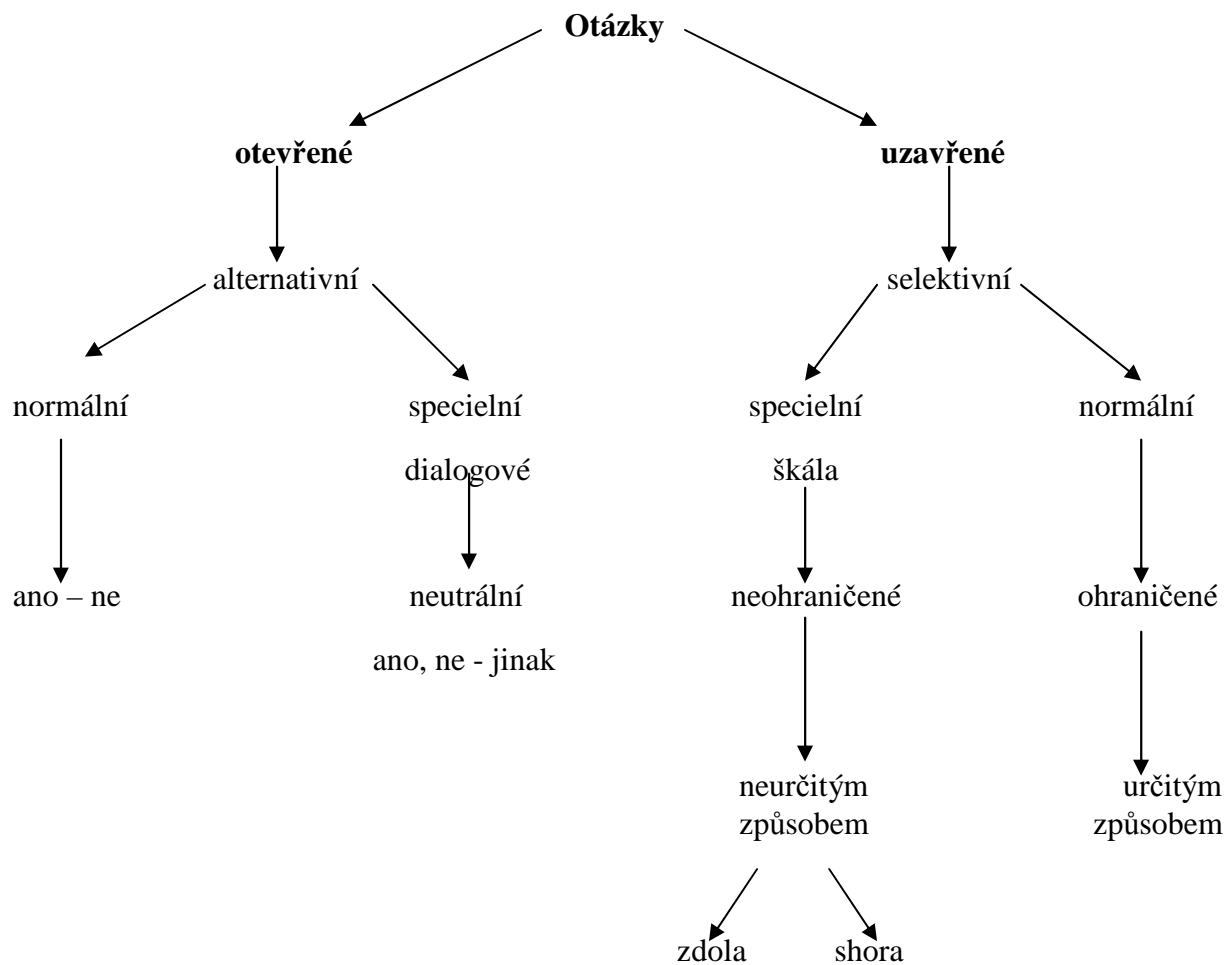 Otázky
otevřené uzavřené
alternativní selektivní
normální specielní specielní normální
dialogové škála
ano – ne neutrální neohraničené ohraničené
ano, ne - jinak
neurčitým určitým
způsobem způsobem
zdola shora